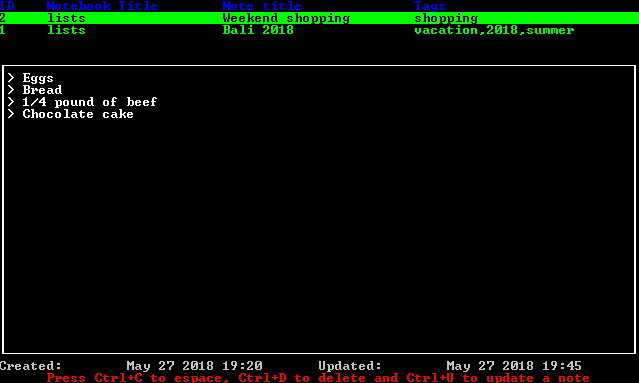 ID Notebook Title Note title Tags
2 lists Weekend shopping shopping
1 lists Bali 2018 vacation,2018,summer
> Eggs
> Bread
> 1/4 pound of beef
> Chocolate cake
Created: May 27 2018 19:20 Updated: May 27 2018 19:45
Press Ctrl+C to espace, Ctrl+D to delete and Ctrl+U to update a note